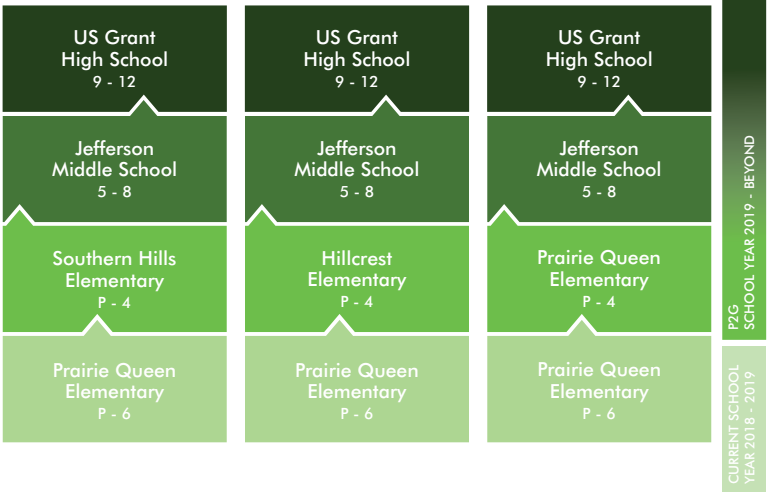 US Grant
High School
9 - 12
Jefferson
Middle School
5 - 8
Southern Hills
Elementary
P - 4
Prairie Queen
Elementary
P - 6
US Grant
High School
9 - 12
Jefferson
Middle School
5 - 8
Hillcrest
Elementary
P - 4
Prairie Queen
Elementary
P - 6
US Grant
High School
9 - 12
Jefferson
Middle School
5 - 8
Prairie Queen
Elementary
P - 4
Prairie Queen
Elementary
P - 6
P2G
SCHOOL YEAR 2019 - BEYOND
CURRENT SCHOOL
YEAR 2018 - 2019